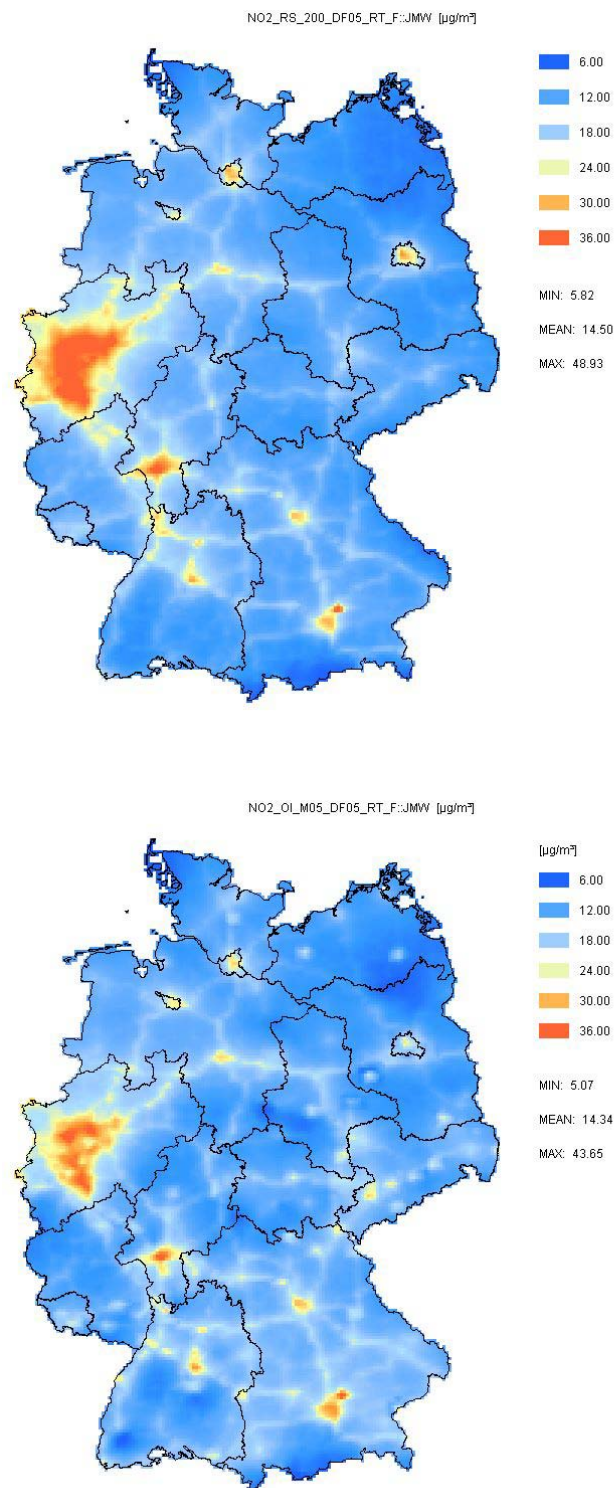 NO2_RS_200_DF05_RT_F::JMW [µg/m³]
6.00
12.00
18.00
24.00
30.00
36.00
MIN: 5.82
MEAN: 14.50
MAX: 48.93
NO2_OI_M05_DF05_RT_F::JMW [µg/m³]
[µg/m³]
6.00
12.00
18.00
24.00
30.00
36.00
MIN: 5.07
MEAN: 14.34
MAX: 43.65